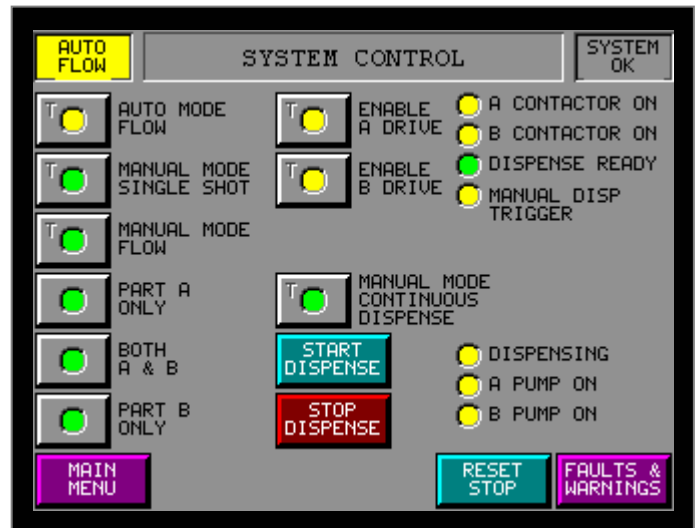 AUTO
FLOW
SYSTEM CONTROL
SYSTEM
OK
T
AUTO MODE
FLOW
T
ENABLE
A DRIVE
A CONTACTOR ON
B CONTACTOR ON
T
MANUAL MODE
SINGLE SHOT
T
ENABLE
B DRIVE
DISPENSE READY
MANUAL DISP
TRIGGER
T
MANUAL MODE
FLOW
PART A
ONLY
T
MANUAL MODE
CONTINUOUS
DISPENSE
BOTH
A & B
START
DISPENSE
DISPENSING
A PUMP ON
PART B
ONLY
STOP
DISPENSE
B PUMP ON
MAIN
MENU
RESET
STOP
FAULTS &
WARNINGS